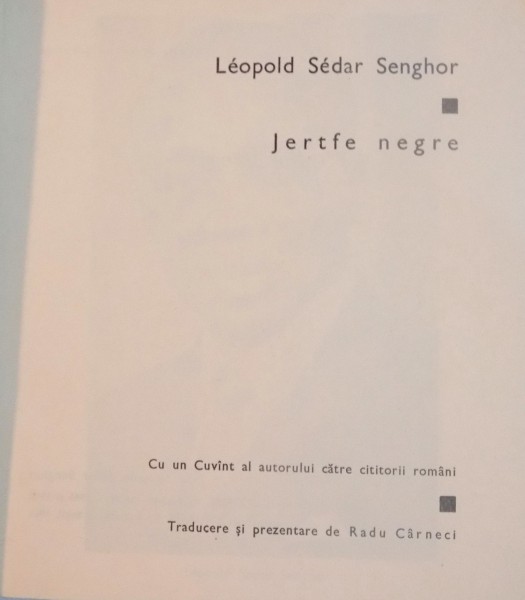 Léopold Sédar Senghor
Jertfe negre
Cu un Cuvînt al autorului către cititorii români
Traducere și prezentare de Radu Cârneci